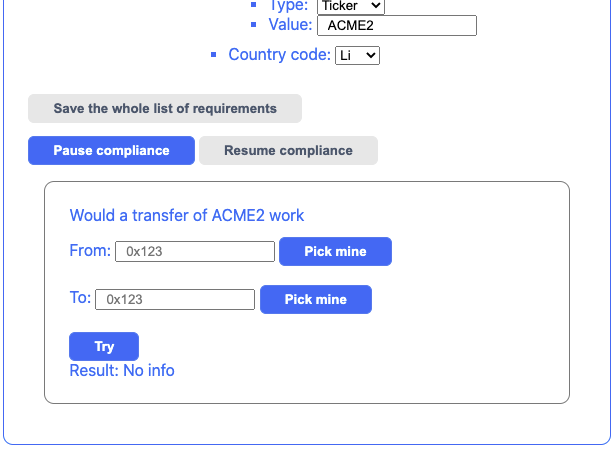 Type: Ticker
Value: ACME2
Country code: Li
Save the whole list of requirements
Pause compliance Resume compliance
Would a transfer of ACME2 work
From: 0x123 Pick mine
To: 0x123 Pick mine
Try
Result: No info